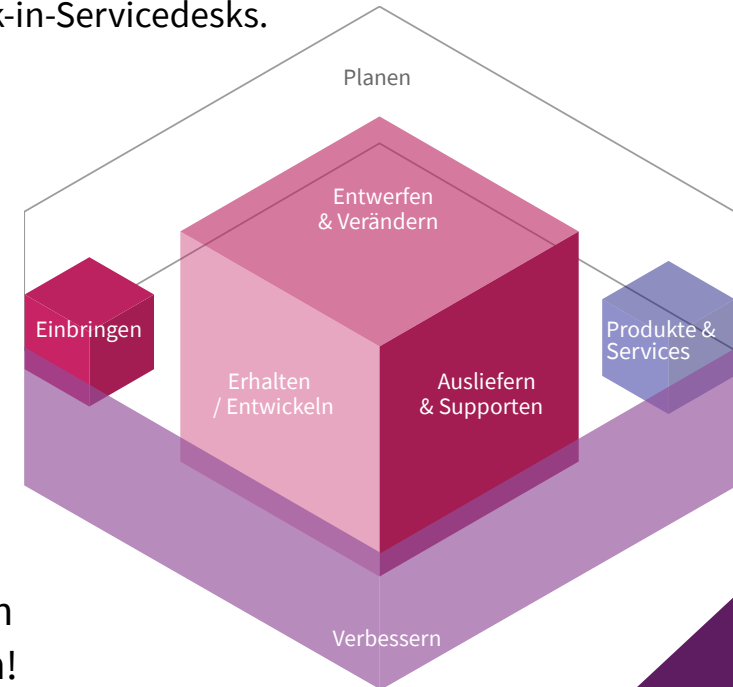 k-in-Servicedesks.
Planen
Entwerfen
& Verändern
Einbringen
Produkte &
Services
Erhalten
/ Entwickeln
Ausliefern
& Supporten
Verbessern